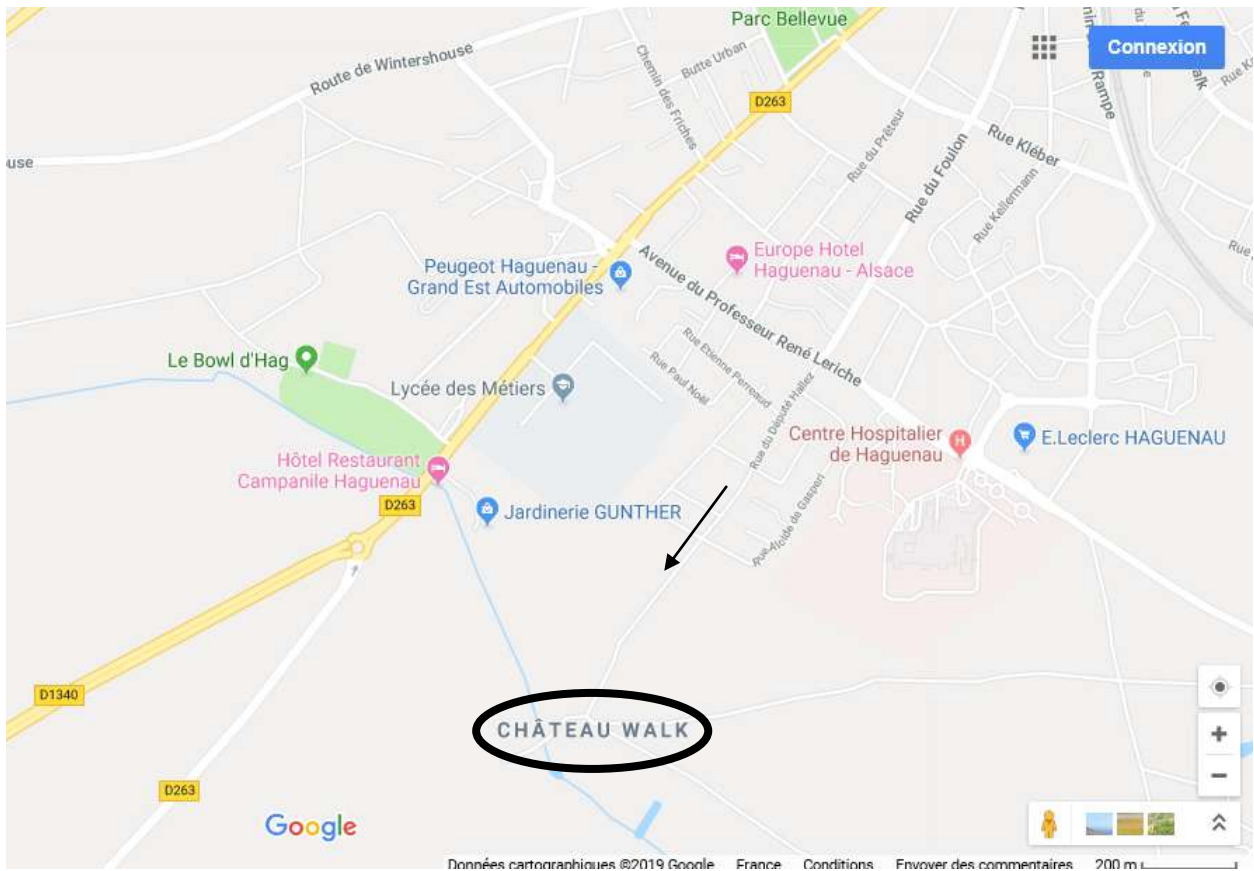 Parc Bellevue
Connexion
Route de Wintershouse
Butte Urban
Chemin des Friches
D263
Rue du Prêteur
Rue du Foulon
Rue Kléber
Rue Kellermann
Rampe
use
Peugeot Haguenau -
Grand Est Automobiles
Europe Hotel
Haguenau - Alsace
Avenue du Professeur René Leriche
Le Bowl d'Hag
Lycée des Métiers
Rue Etienne Perreaud
Rue Paul Noël
Rue du Député Hallez
Centre Hospitalier
de Haguenau
H
E.Leclerc HAGUENAU
Hôtel Restaurant
Campanile Haguenau
D263
Jardinerie GUNTHER
Rue Alcide de Gasperi
D1340
CHÂTEAU WALK
D263
Google
Données cartographiques ©2019 Google France Conditions Envoyer des commentaires 200 m